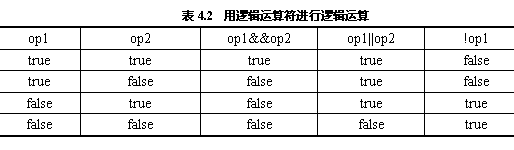 表 4.2 用逻辑运算符进行逻辑运算
op1 op2 op1&&op2 op1||op2 !op1
true true true true false
true false false true false
false true false true true
false false false false true